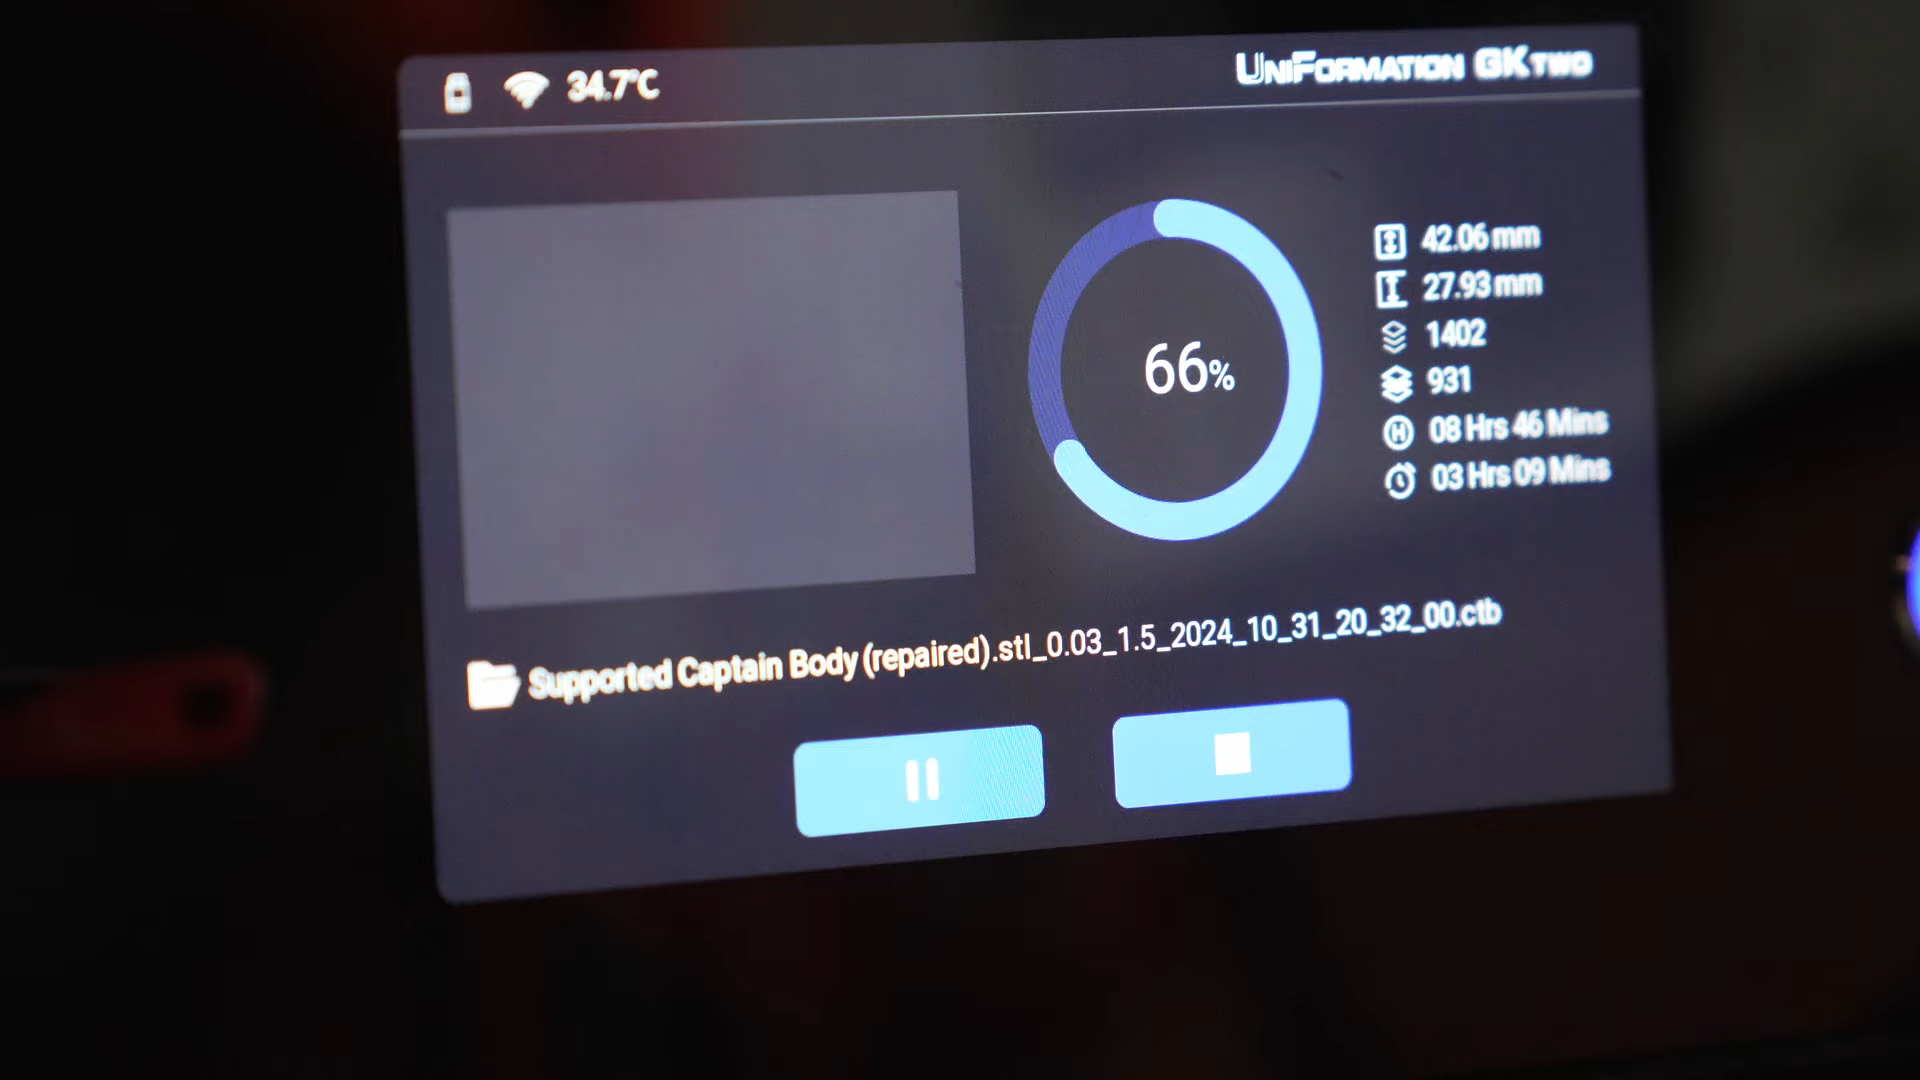 34.7°C
UNIFORMATION GKTWO
66%
42.06 mm
27.93 mm
1402
931
08 Hrs 46 Mins
03 Hrs 09 Mins
Supported Captain Body (repaired).stl_0.03_1.5_2024_10_31_20_32_00.ctb